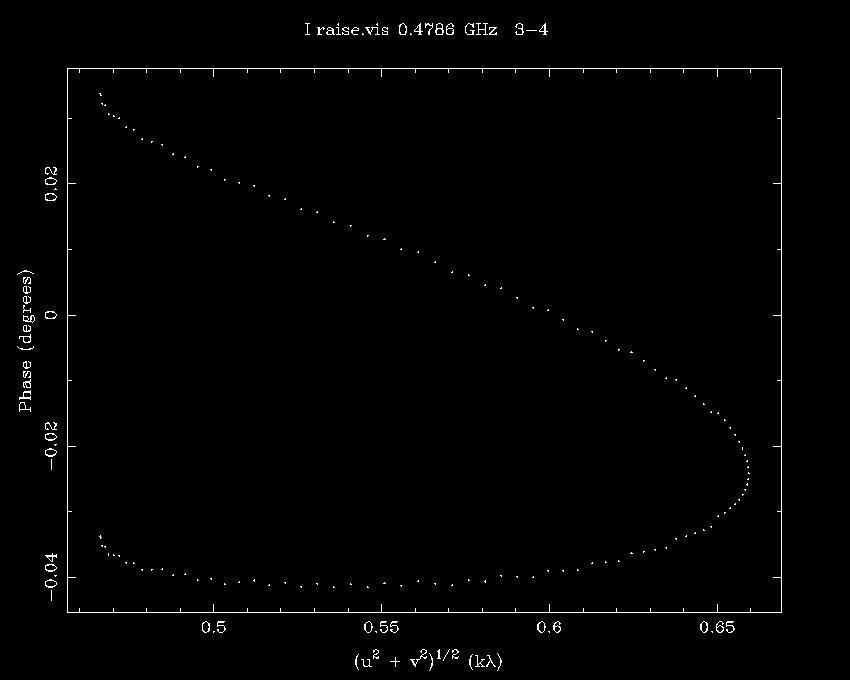 I raise.vis 0.4786 GHz 3-4
Phase (degrees)
0.02
0
-0.02
-0.04
0.5 0.55 0.6 0.65
(u² + v²)^1/2 (kλ)